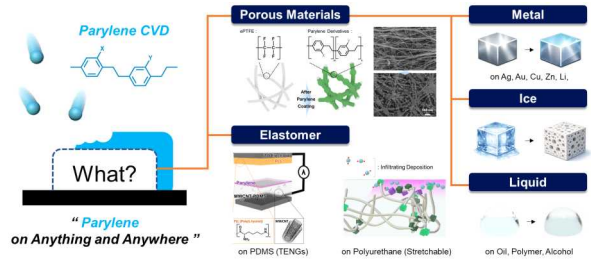 Parylene CVD
X
Y
What?
“ Parylene
on Anything and Anywhere ”
Porous Materials
ePTFE
F F
C C
F F
n
Parylene Derivatives :
X
Y
After
Parylene
Coating
Elastomer
Parylene
MWCNT
A
on PDMS (TENGs)
: Infiltrating Deposition
on Polyurethane (Stretchable)
Metal
on Ag, Au, Cu, Zn, Li,
Ice
Liquid
on Oil, Polymer, Alcohol